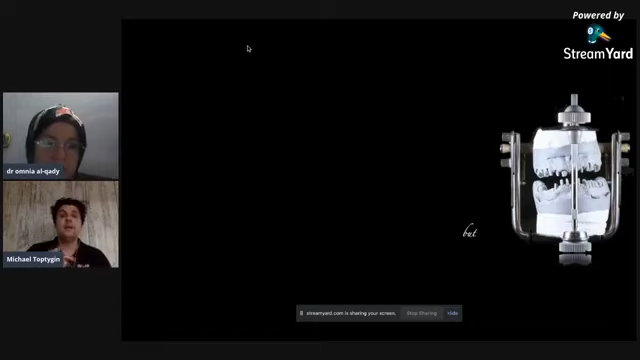 Powered by
StreamYard
dr omnia al-qady
Michael Toptygin
but
streamyard.com is sharing your screen.
Stop Sharing
Hide